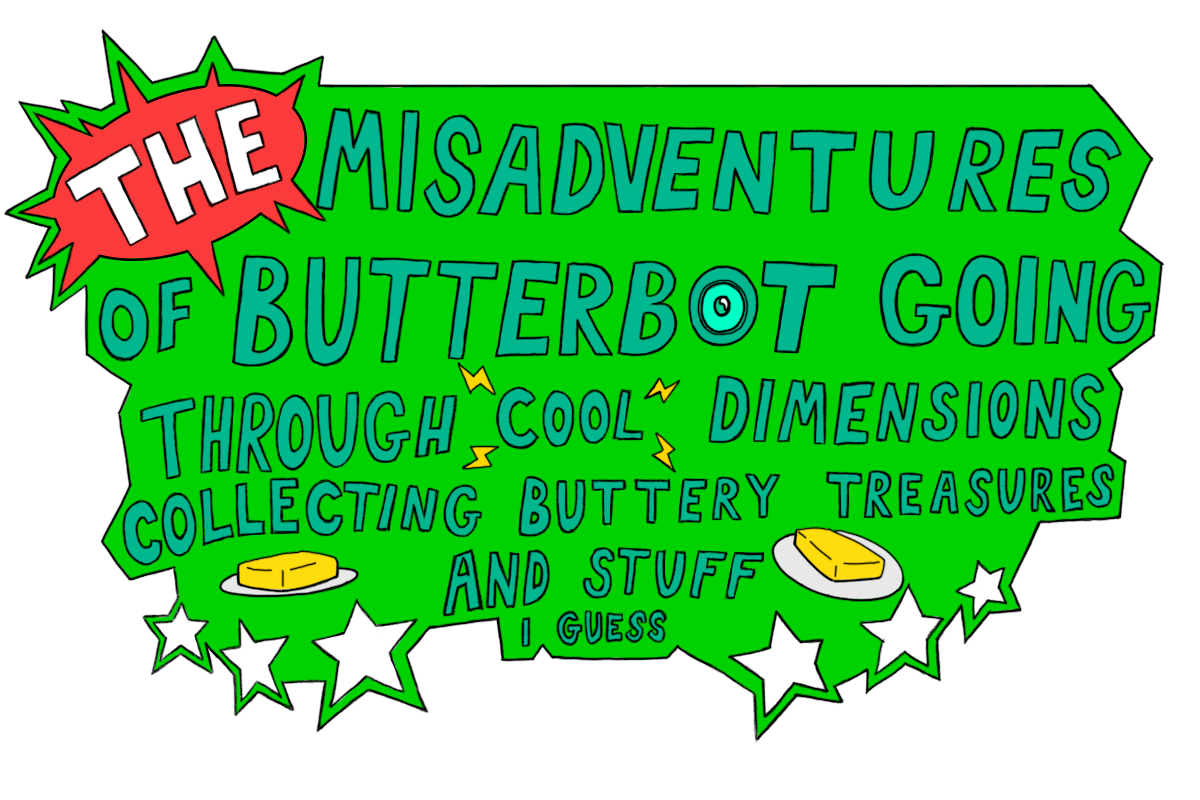 THE MISADVENTURES
OF BUTTERBOT GOING
THROUGH COOL DIMENSIONS
COLLECTING BUTTERY TREASURES
AND STUFF
I GUESS